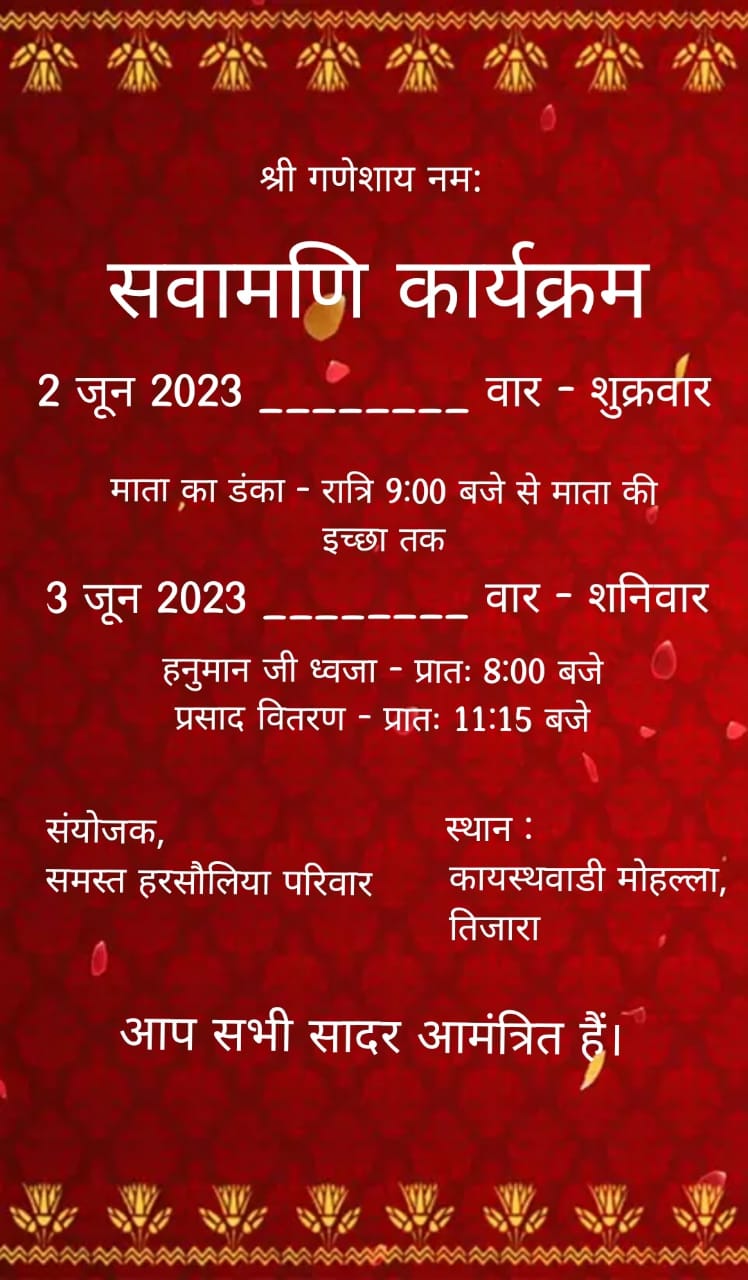 श्री गणेशाय नम:
सवामणि कार्यक्रम
2 जून 2023 ________ वार - शुक्रवार
माता का डंका - रात्रि 9:00 बजे से माता की
इच्छा तक
3 जून 2023 ________ वार - शनिवार
हनुमान जी ध्वजा - प्रातः 8:00 बजे
प्रसाद वितरण - प्रातः 11:15 बजे
संयोजक,
समस्त हरसौलिया परिवार
स्थान :
कायस्थवाडी मोहल्ला,
तिजारा
आप सभी सादर आमंत्रित हैं।